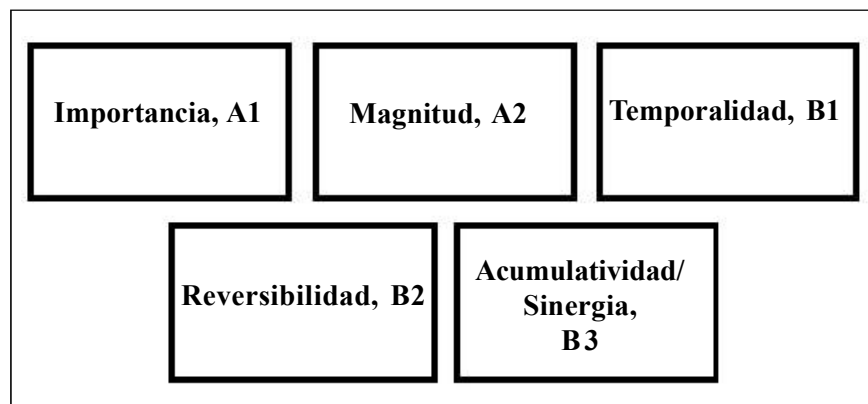 Importancia, A1
Magnitud, A2
Temporalidad, B1
Reversibilidad, B2
Acumulatividad/
Sinergia,
B3